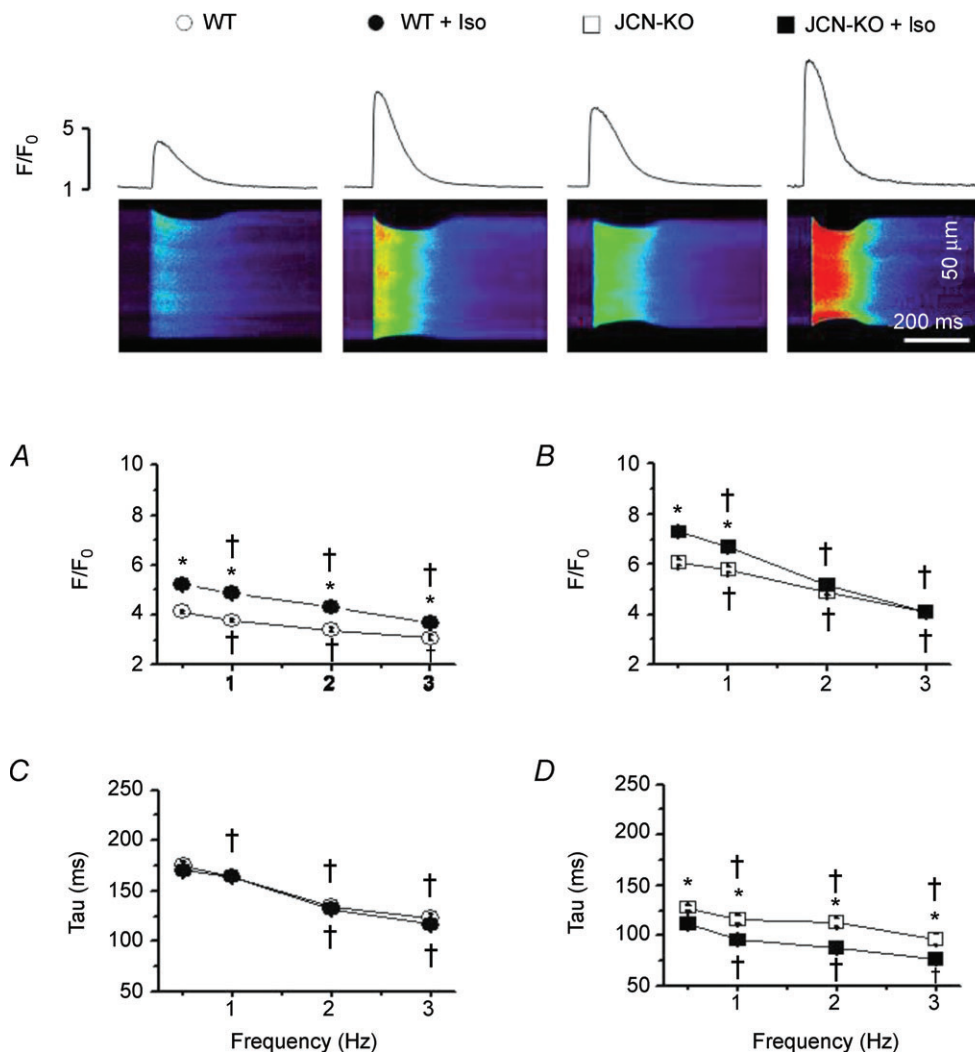 WT
WT + Iso
JCN-KO
JCN-KO + Iso
F/F0
5
1
50 µm
200 ms
A
F/F0
10
8
6
4
2
* † * † * † *
† † †
1 2 3
B
F/F0
10
8
6
4
2
* † * † †
† † †
1 2 3
C
Tau (ms)
250
200
150
100
50
† † †
† †
1 2 3
Frequency (Hz)
D
250
200
150
100
50
Tau (ms)
* † * † * † *
† † †
1 2 3
Frequency (Hz)